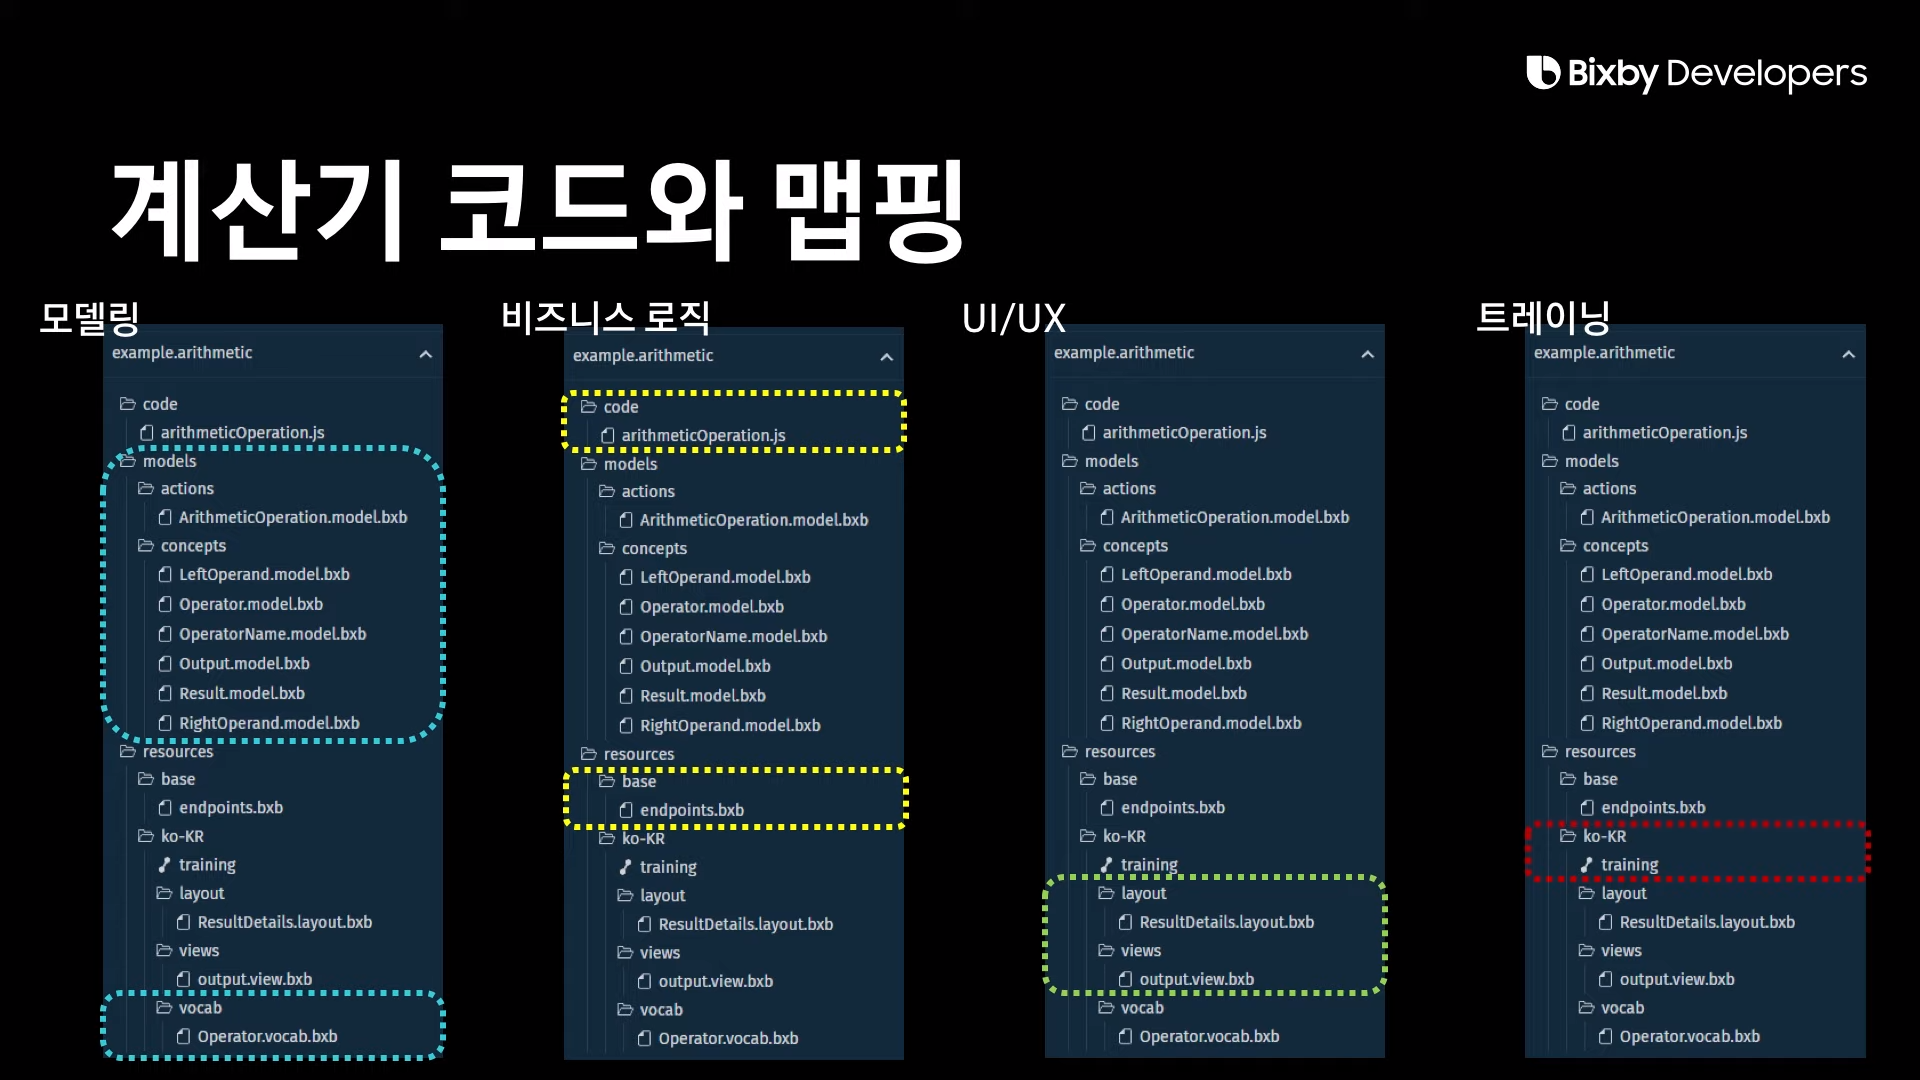 Bixby Developers
계산기 코드와 맵핑
모델링
example.arithmetic
code
arithmeticOperation.js
models
actions
ArithmeticOperation.model.bxb
concepts
LeftOperand.model.bxb
Operator.model.bxb
OperatorName.model.bxb
Output.model.bxb
Result.model.bxb
RightOperand.model.bxb
resources
base
endpoints.bxb
ko-KR
training
layout
ResultDetails.layout.bxb
views
output.view.bxb
vocab
Operator.vocab.bxb
비즈니스 로직
example.arithmetic
code
arithmeticOperation.js
models
actions
ArithmeticOperation.model.bxb
concepts
LeftOperand.model.bxb
Operator.model.bxb
OperatorName.model.bxb
Output.model.bxb
Result.model.bxb
RightOperand.model.bxb
resources
base
endpoints.bxb
ko-KR
training
layout
ResultDetails.layout.bxb
views
output.view.bxb
vocab
Operator.vocab.bxb
UI/UX
example.arithmetic
code
arithmeticOperation.js
models
actions
ArithmeticOperation.model.bxb
concepts
LeftOperand.model.bxb
Operator.model.bxb
OperatorName.model.bxb
Output.model.bxb
Result.model.bxb
RightOperand.model.bxb
resources
base
endpoints.bxb
ko-KR
training
layout
ResultDetails.layout.bxb
views
output.view.bxb
vocab
Operator.vocab.bxb
트레이닝
example.arithmetic
code
arithmeticOperation.js
models
actions
ArithmeticOperation.model.bxb
concepts
LeftOperand.model.bxb
Operator.model.bxb
OperatorName.model.bxb
Output.model.bxb
Result.model.bxb
RightOperand.model.bxb
resources
base
endpoints.bxb
ko-KR
training
layout
ResultDetails.layout.bxb
views
output.view.bxb
vocab
Operator.vocab.bxb